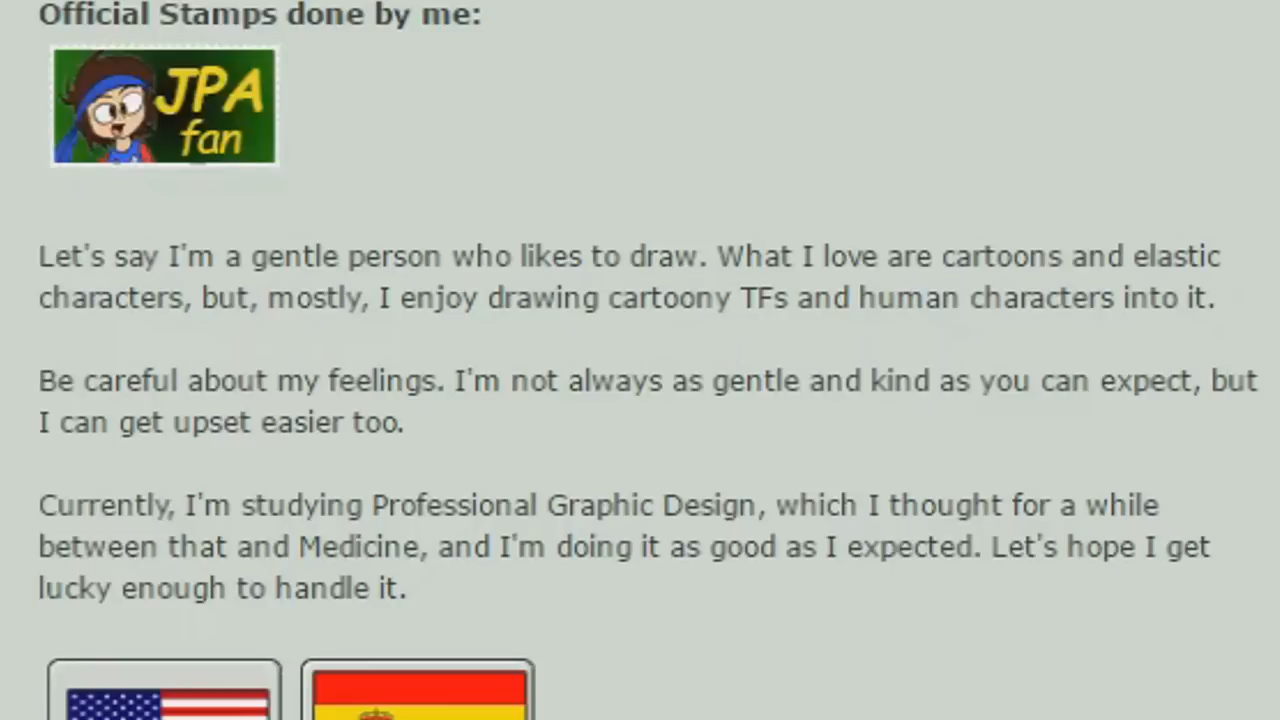 Official Stamps done by me:
JPA
fan
Let's say I'm a gentle person who likes to draw. What I love are cartoons and elastic
characters, but, mostly, I enjoy drawing cartoony TFs and human characters into it.
Be careful about my feelings. I'm not always as gentle and kind as you can expect, but
I can get upset easier too.
Currently, I'm studying Professional Graphic Design, which I thought for a while
between that and Medicine, and I'm doing it as good as I expected. Let's hope I get
lucky enough to handle it.